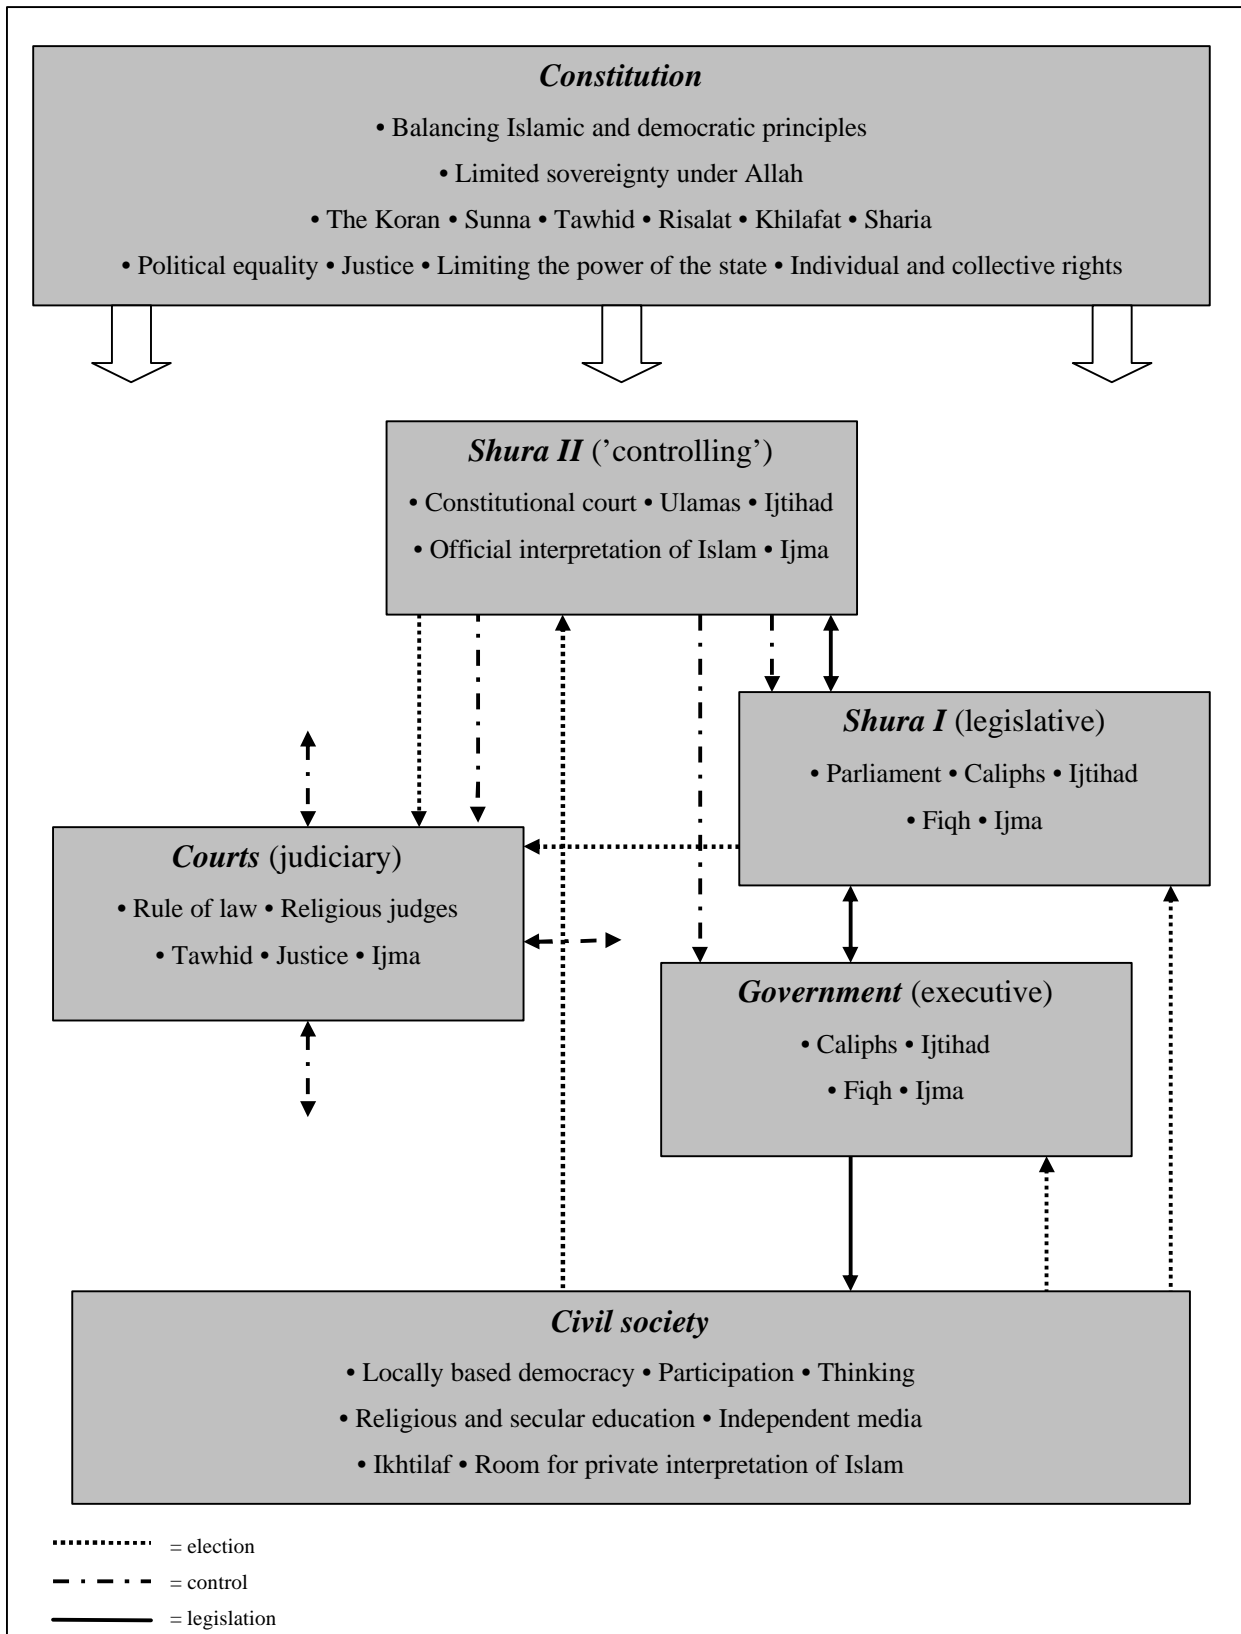 Constitution
• Balancing Islamic and democratic principles
• Limited sovereignty under Allah
• The Koran • Sunna • Tawhid • Risalat • Khilafat • Sharia
• Political equality • Justice • Limiting the power of the state • Individual and collective rights
Shura II (’controlling’)
• Constitutional court • Ulamas • Ijtihad
• Official interpretation of Islam • Ijma
Shura I (legislative)
• Parliament • Caliphs • Ijtihad
• Fiqh • Ijma
Courts (judiciary)
• Rule of law • Religious judges
• Tawhid • Justice • Ijma
Government (executive)
• Caliphs • Ijtihad
• Fiqh • Ijma
Civil society
• Locally based democracy • Participation • Thinking
• Religious and secular education • Independent media
• Ikhtilaf • Room for private interpretation of Islam
= election
= control
= legislation